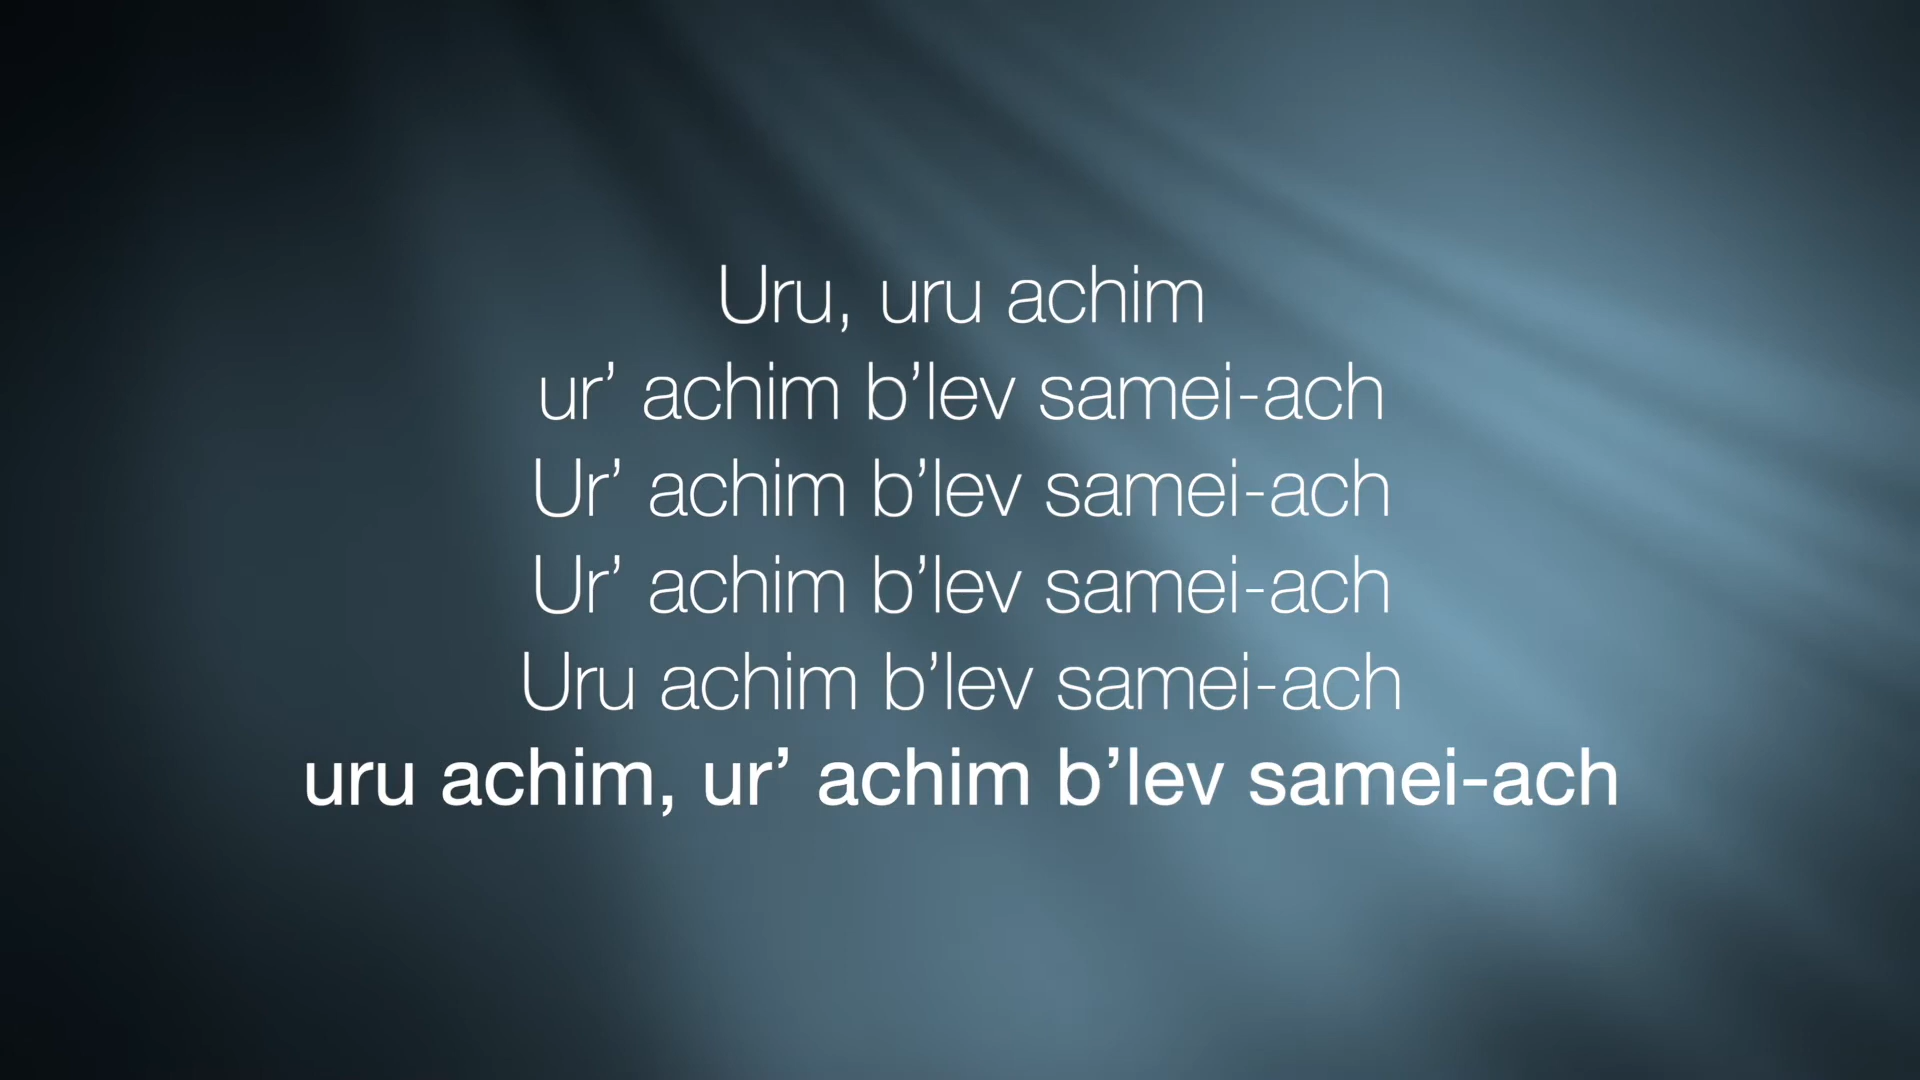 Uru, uru achim
ur’ achim b’lev samei-ach
Ur’ achim b’lev samei-ach
Ur’ achim b’lev samei-ach
Uru achim b’lev samei-ach
uru achim, ur’ achim b’lev samei-ach